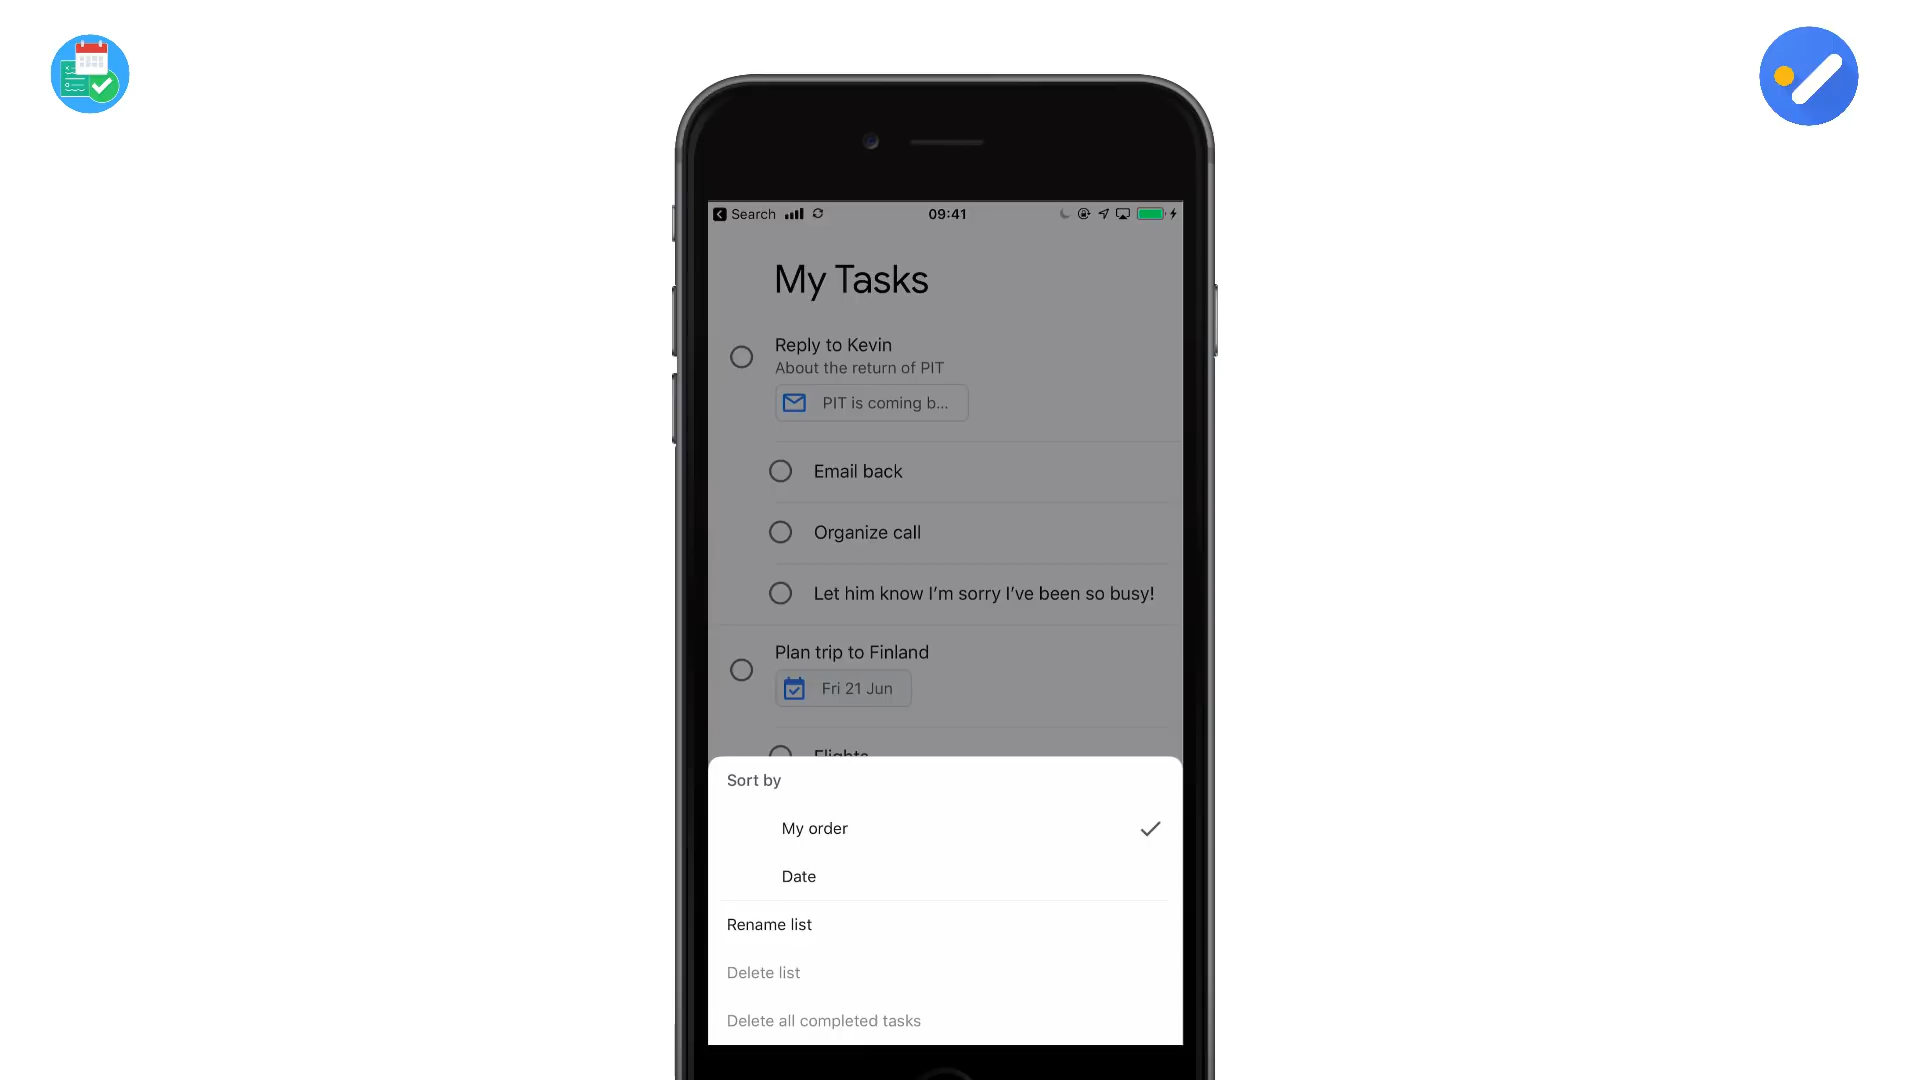 Search
09:41
My Tasks
Reply to Kevin
About the return of PIT
PIT is coming b...
Email back
Organize call
Let him know I'm sorry I've been so busy!
Plan trip to Finland
Fri 21 Jun
Flights
Sort by
My order
Date
Rename list
Delete list
Delete all completed tasks